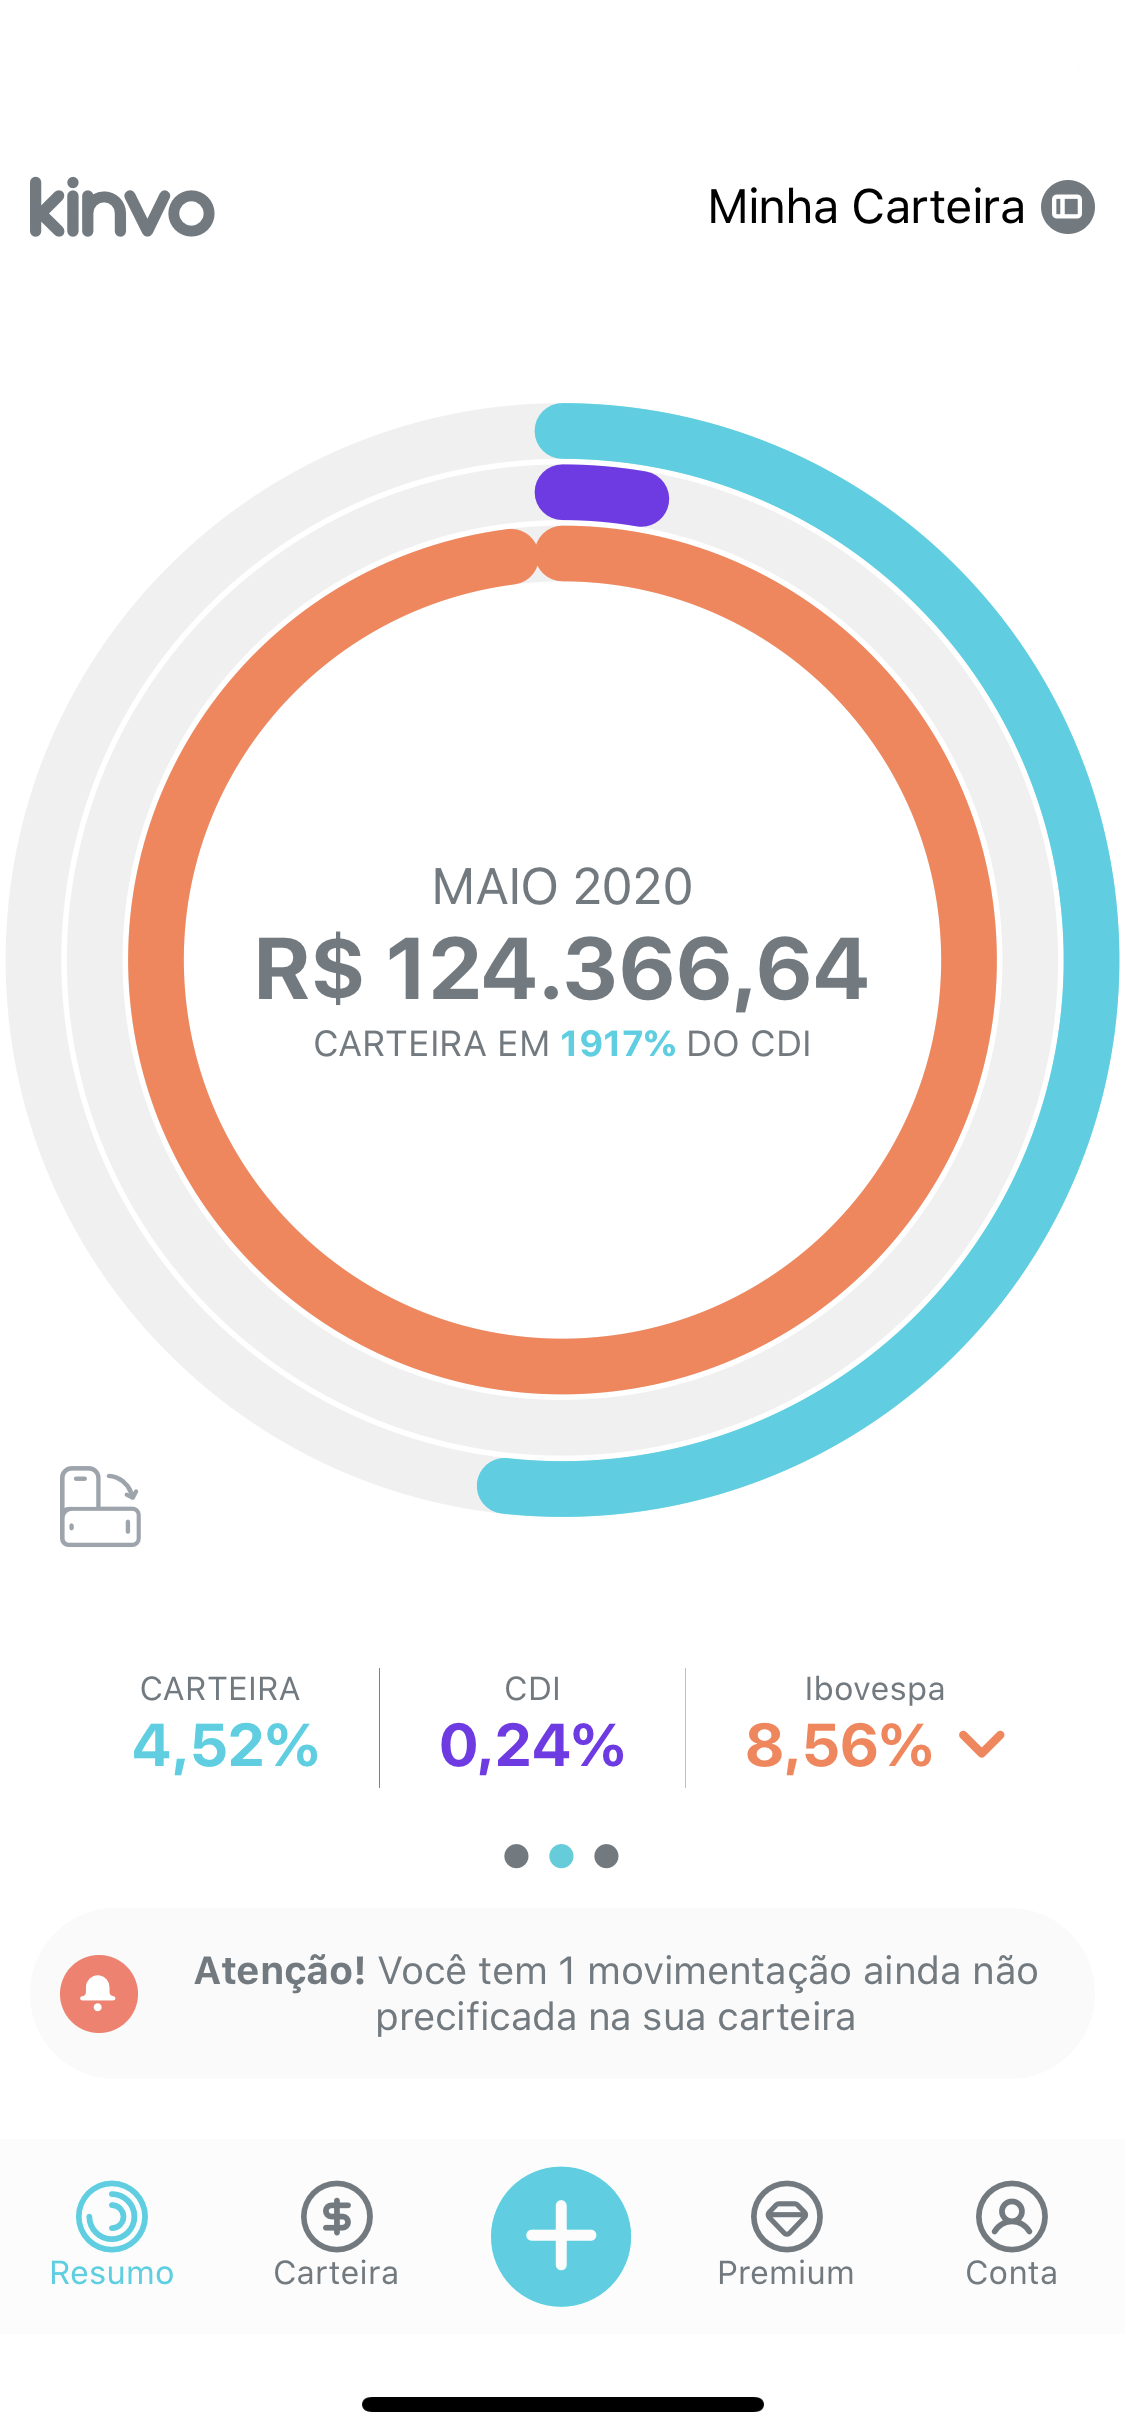 kinvo
Minha Carteira
MAIO 2020
R$ 124.366,64
CARTEIRA EM 1917% DO CDI
CARTEIRA
4,52%
CDI
0,24%
Ibovespa
8,56%
Atenção! Você tem 1 movimentação ainda não
precificada na sua carteira
Resumo
Carteira
Premium
Conta